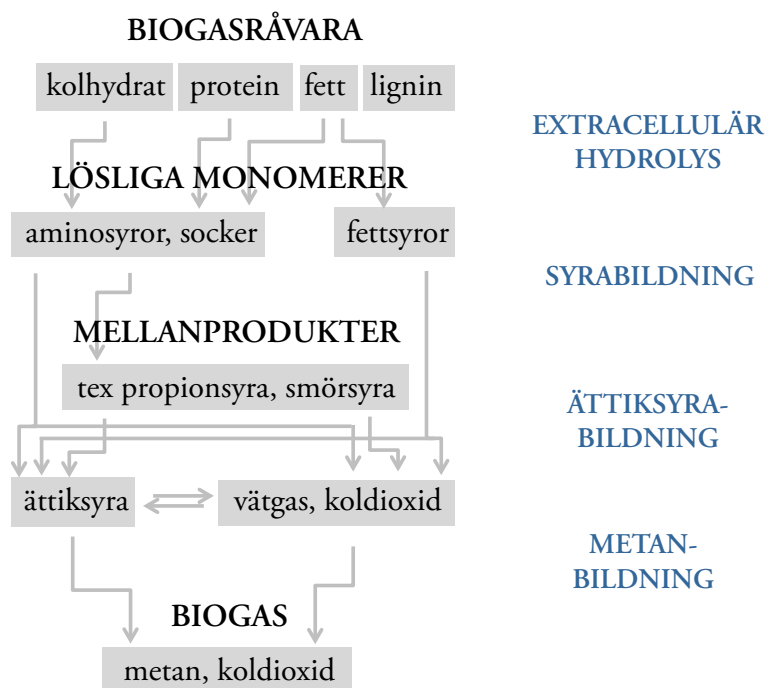 BIOGASRÅVARA
kolhydrat protein fett lignin
EXTRACELLULÄR
HYDROLYS
LÖSLIGA MONOMERER
aminosyror, socker fettsyror
SYRABILDNING
MELLANPRODUKTER
tex propionsyra, smörsyra
ÄTTIKSYRA-
BILDNING
ättiksyra vätgas, koldioxid
METAN-
BILDNING
BIOGAS
metan, koldioxid